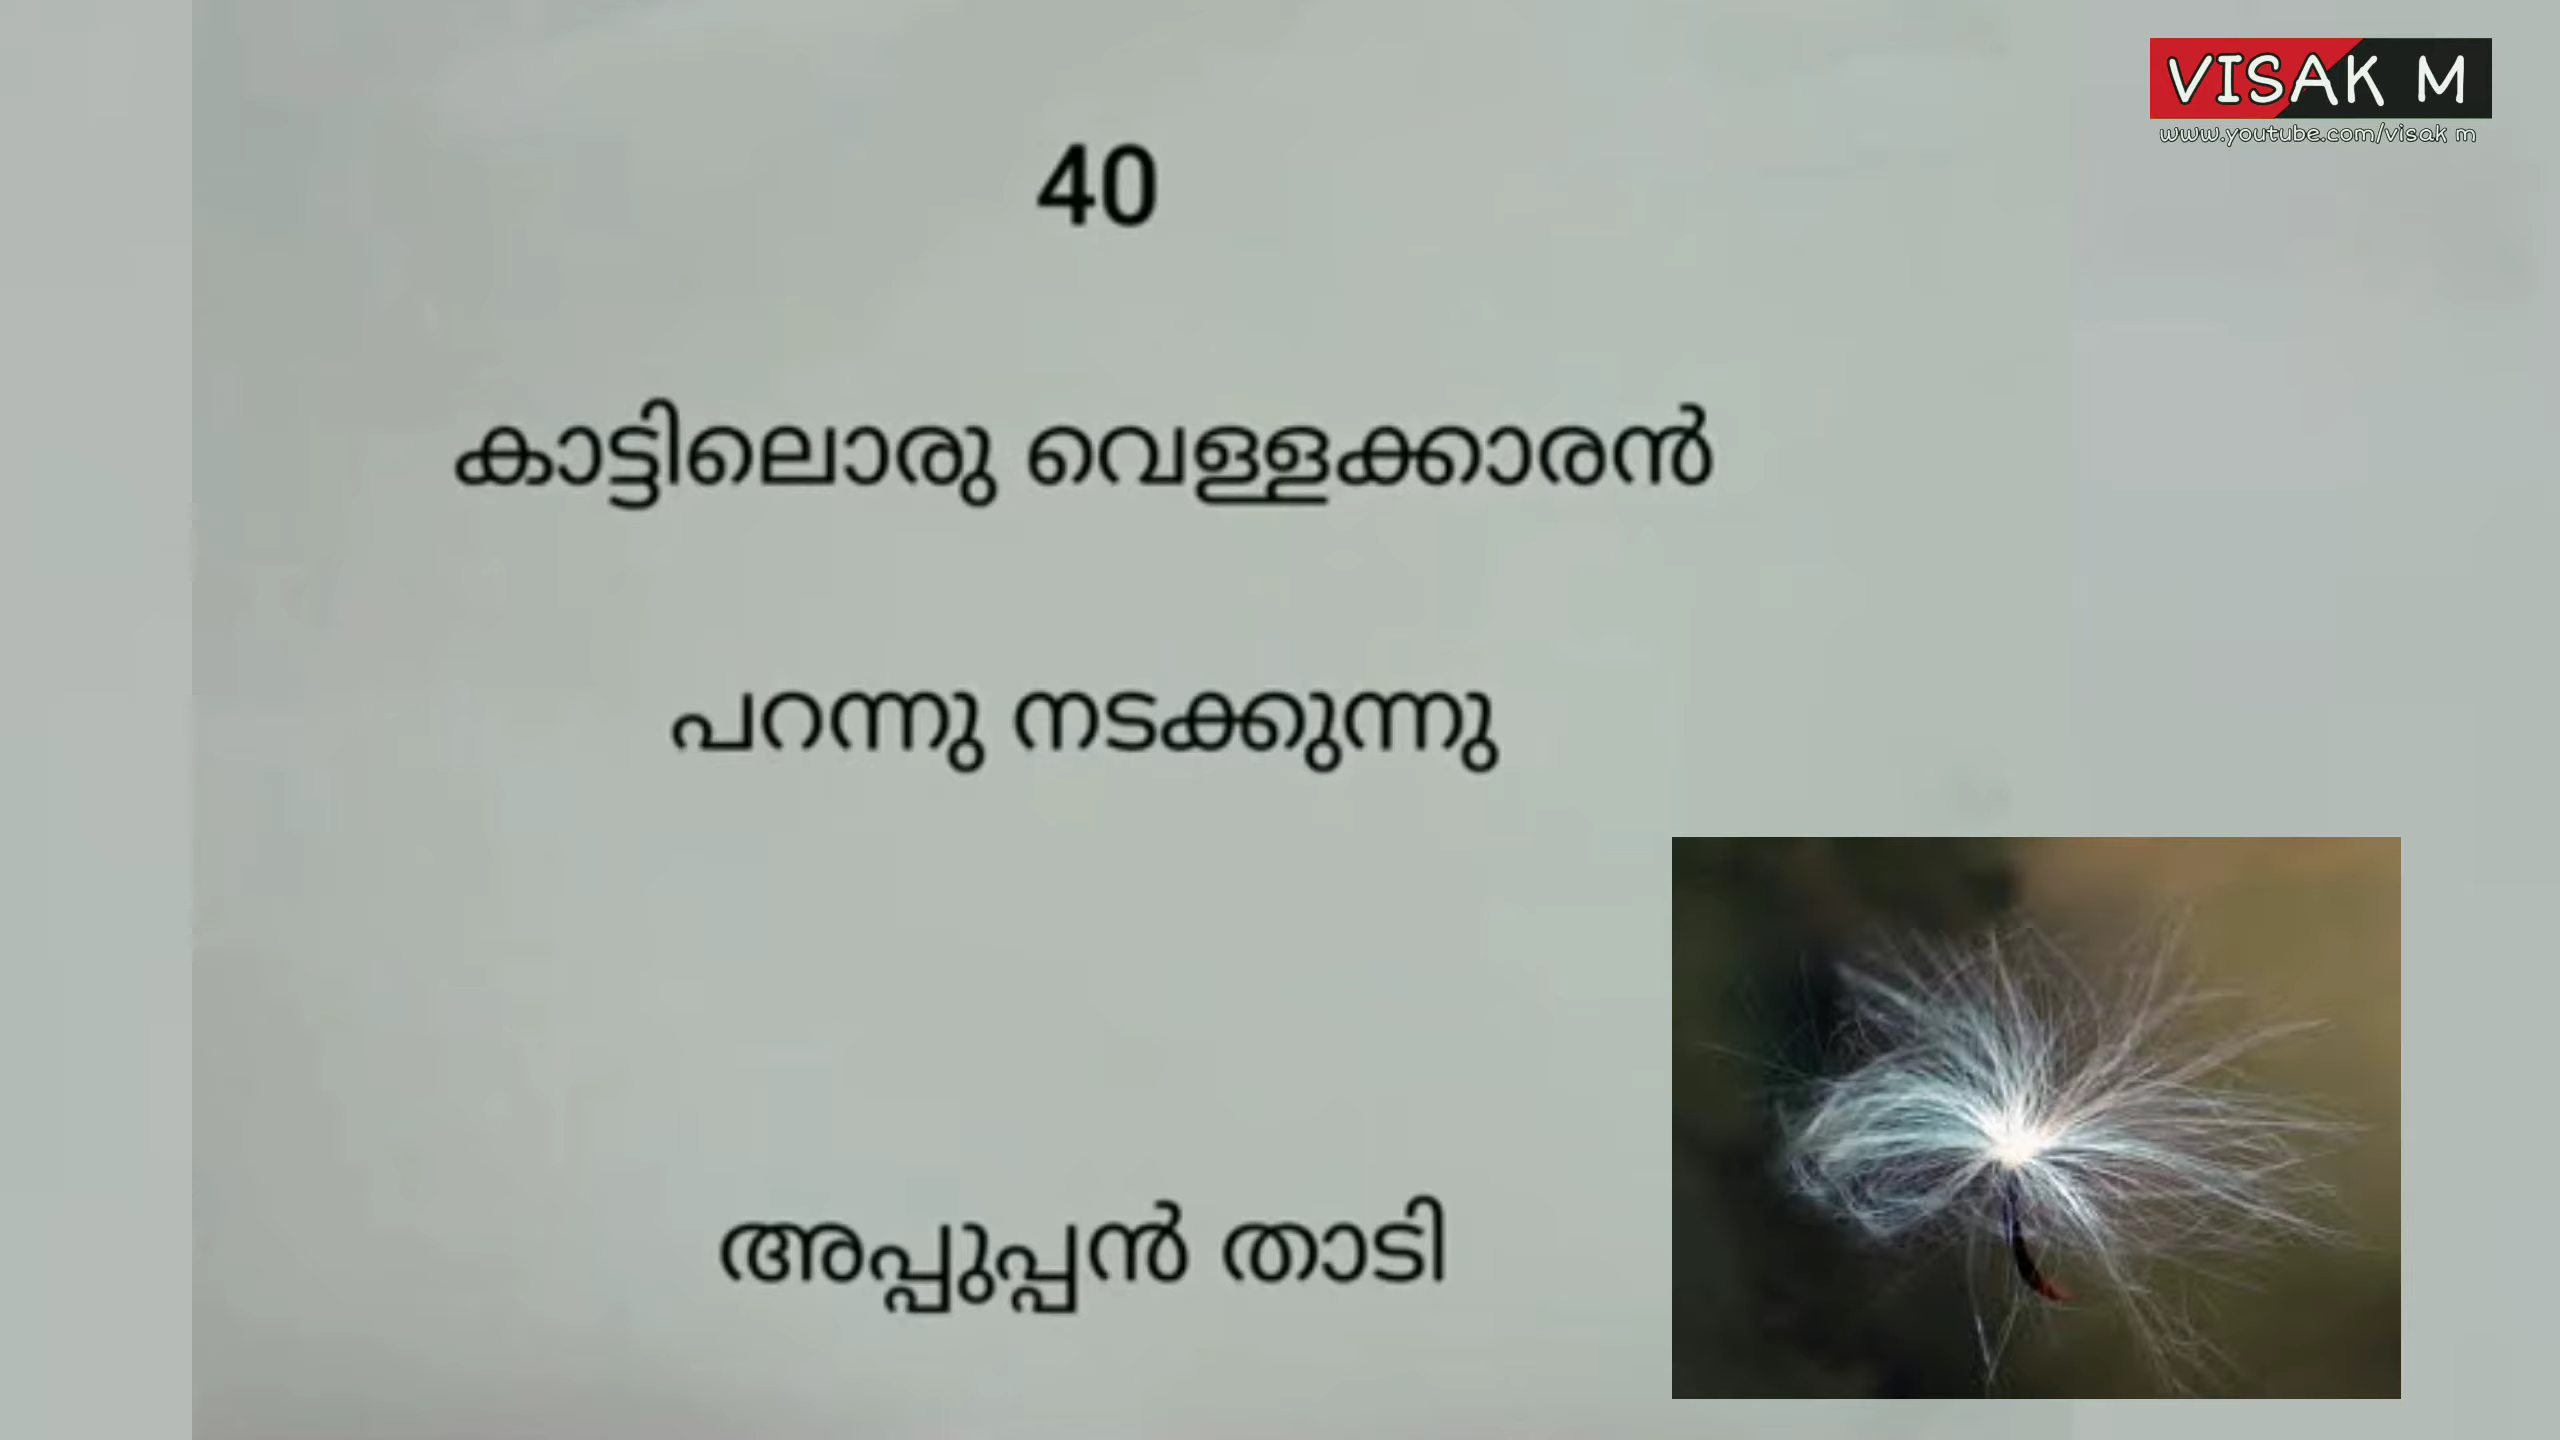 VISAK M
www.youtube.com/visak m
40
കാട്ടിലൊരു വെള്ളക്കാരൻ
പറന്നു നടക്കുന്നു
അപ്പുപ്പൻ താടി